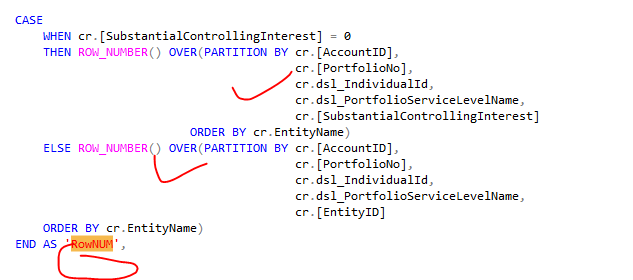 CASE
WHEN cr.[SubstantialControllingInterest] = 0
THEN ROW_NUMBER() OVER(PARTITION BY cr.[AccountID],
cr.[PortfolioNo],
cr.dsl_IndividualId,
cr.dsl_PortfolioServiceLevelName,
cr.[SubstantialControllingInterest]
ORDER BY cr.EntityName)
ELSE ROW_NUMBER() OVER(PARTITION BY cr.[AccountID],
cr.[PortfolioNo],
cr.dsl_IndividualId,
cr.dsl_PortfolioServiceLevelName,
cr.[EntityID]
ORDER BY cr.EntityName)
END AS 'RowNUM',